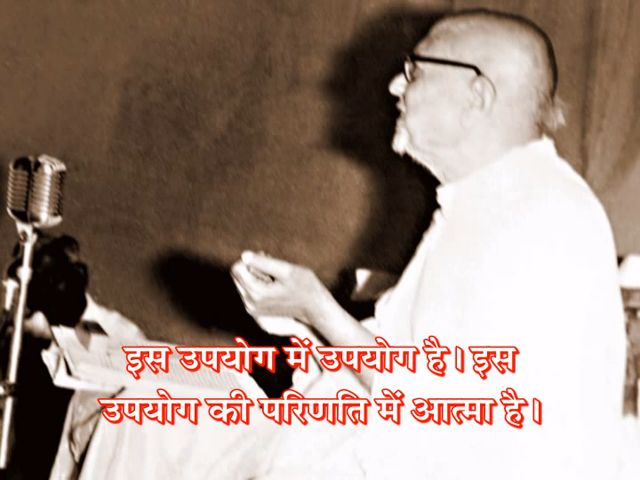 इस उपयोग में उपयोग है। इस
उपयोग की परिणति में आत्मा है।